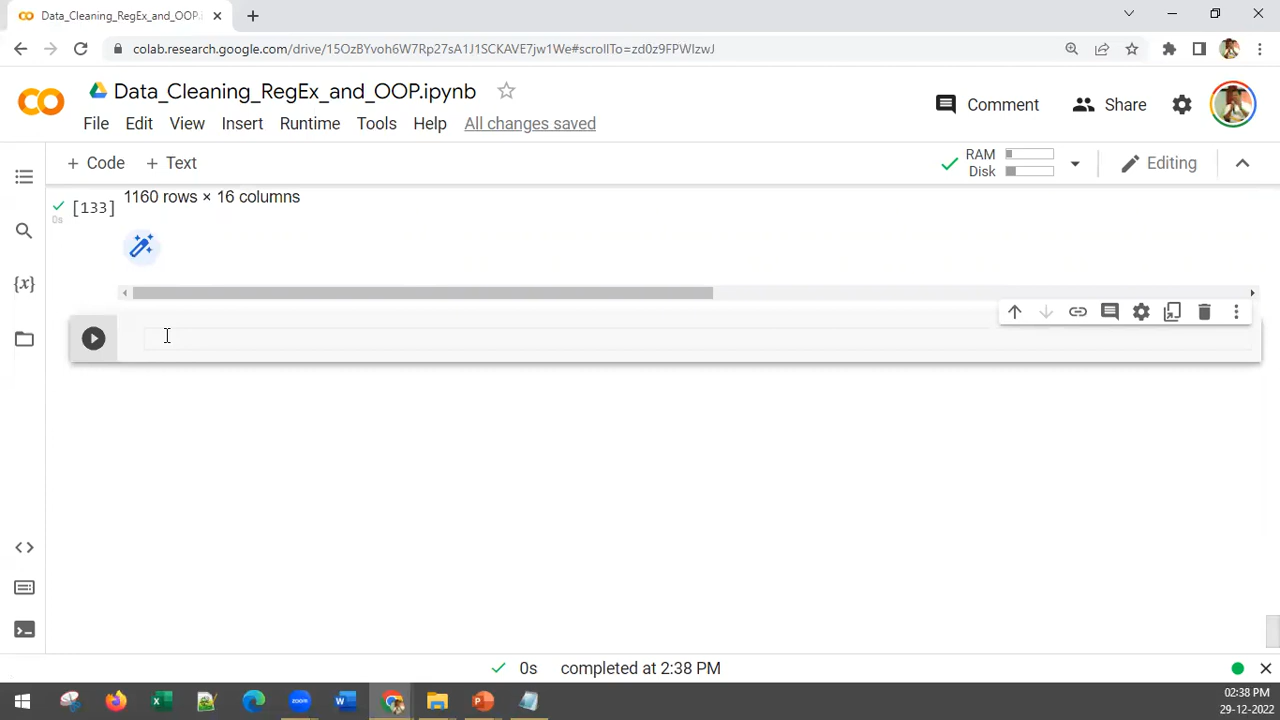 Data_Cleaning_RegEx_and_OOP.i
colab.research.google.com/drive/15OzBYvoh6W7Rp27sA1J1SCKAVE7jw1We#scrollTo=zd0z9FPWIzwJ
Data_Cleaning_RegEx_and_OOP.ipynb
Comment
Share
File Edit View Insert Runtime Tools Help All changes saved
+ Code + Text
RAM
Disk
Editing
1160 rows × 16 columns
[133]
0s
{x}
0s completed at 2:38 PM
zoom
02:38 PM
29-12-2022